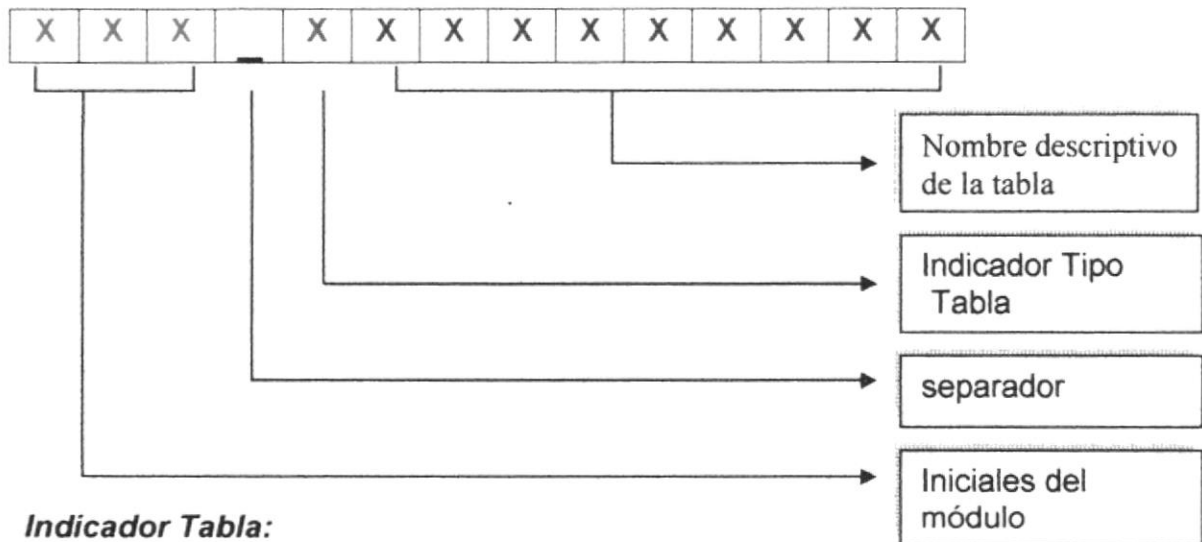 X X X _ X X X X X X X X X X
Nombre descriptivo
de la tabla
Indicador Tipo
Tabla
separador
Iniciales del
módulo
Indicador Tabla: